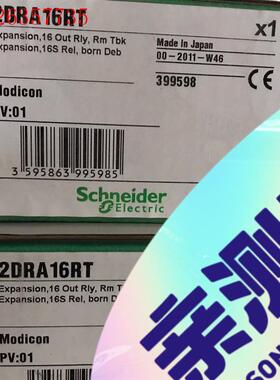 2DRA16RT
x1
Expansion,16 Out Rly, Rm Tbk
Expansion,16S Rel, born Deb
Made in Japan
00-2011-W46
399598
Modicon
PV:01
3 595863 995985
Schneider
Electric
2DRA16RT
Expansion,16 Out Rly, Rm T
Expansion,16S Rel, born D
Modicon
PV:01
亲测